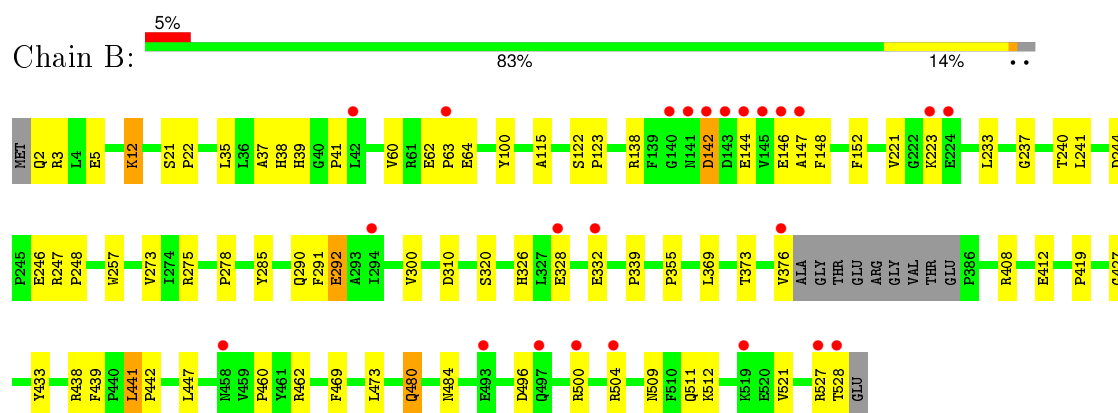 5%
Chain B:
83% 14% • •
MET Q2 R3 L4 E5 K12 S21 P22 L35 L36 A37 H38 H39 G40 P41 L42 V60 R61 E62 P63 E64 Y100 A115 S122 P123 R138 F139 G140 N141 D142 D143 E144 V145 E146 A147 F148 F152 V221 G222 K223 E224 L233 G237 T240 L241 D244
P245 E246 R247 P248 W257 V273 I274 R275 P278 Y285 Q290 F291 E292 A293 I294 V300 D310 S320 H326 L327 E328 E332 P339 P355 L369 T373 V376 ALA GLY THR GLU ARG GLY VAL THR GLU P386 R408 E412 P419
Y433 R438 F439 P440 L441 P442 L447 N458 V459 P460 Y461 R462 F469 L473 Q480 N484 E493 D496 Q497 R500 R504 N509 F510 Q511 K512 K519 E520 V521 R527 T528 GLU